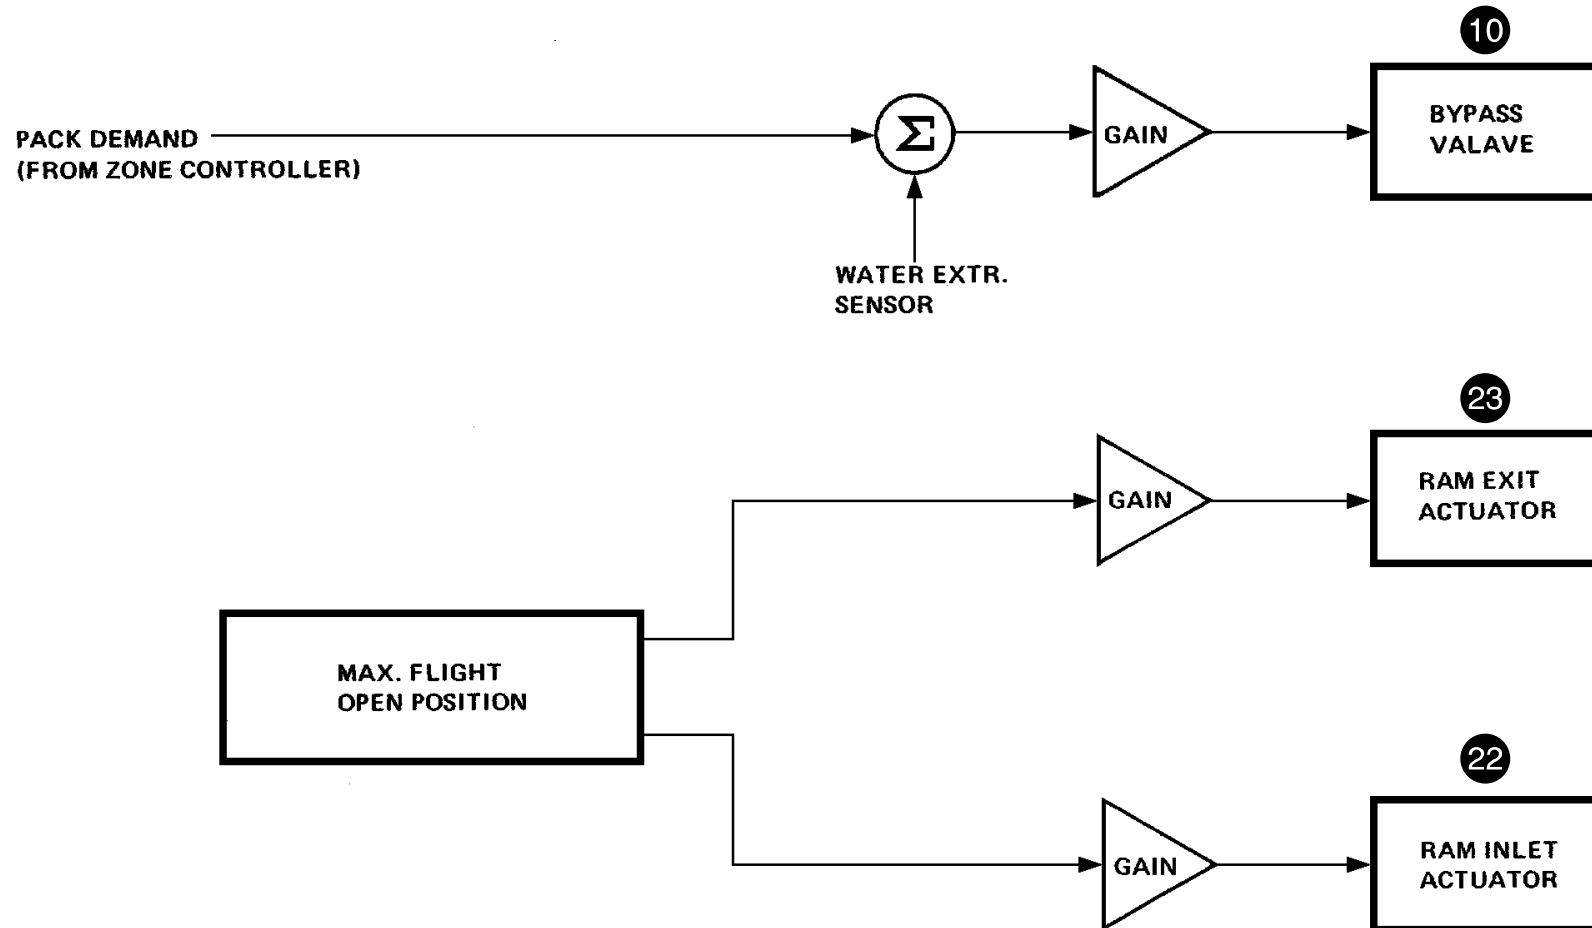 10
BYPASS
VALAVE
GAIN
PACK DEMAND
(FROM ZONE CONTROLLER)
Σ
WATER EXTR.
SENSOR
23
RAM EXIT
ACTUATOR
GAIN
MAX. FLIGHT
OPEN POSITION
22
RAM INLET
ACTUATOR
GAIN